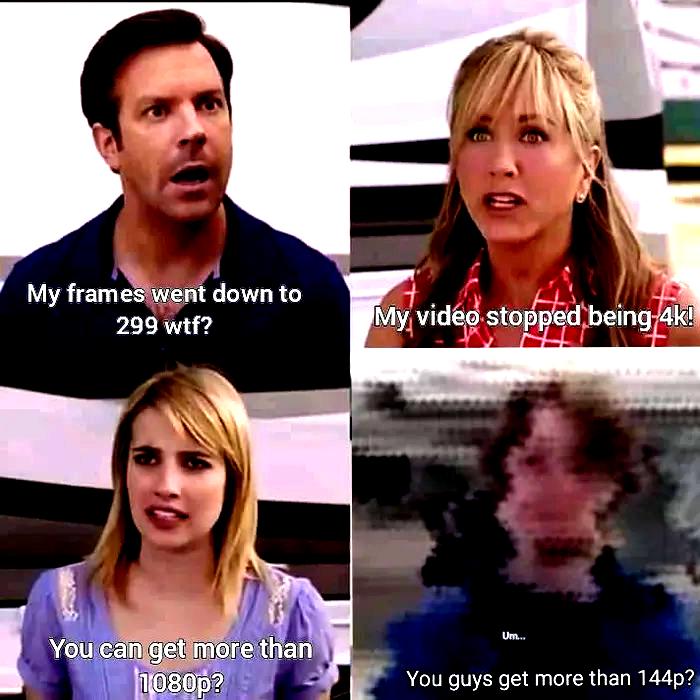 My frames went down to
299 wtf?
My video stopped being 4k!
You can get more than
1080p?
Um...
You guys get more than 144p?